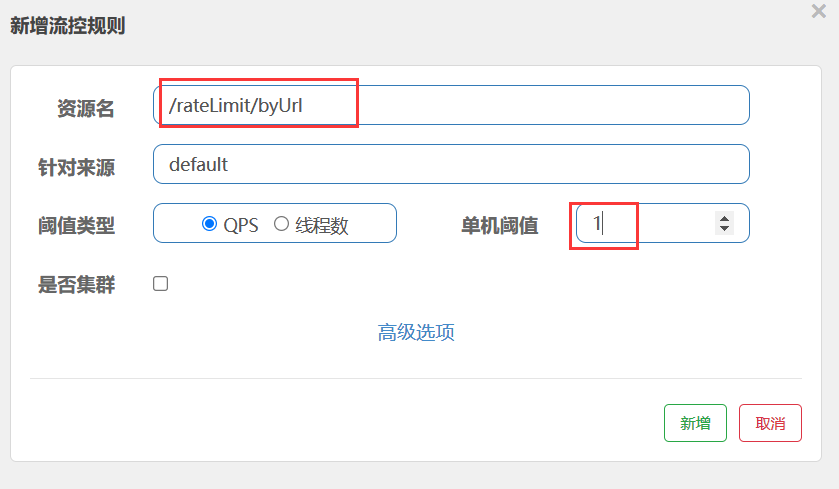 新增流控规则
×
资源名 /rateLimit/byUrl
针对来源 default
阈值类型 QPS 线程数 单机阈值 1
是否集群
高级选项
新增 取消